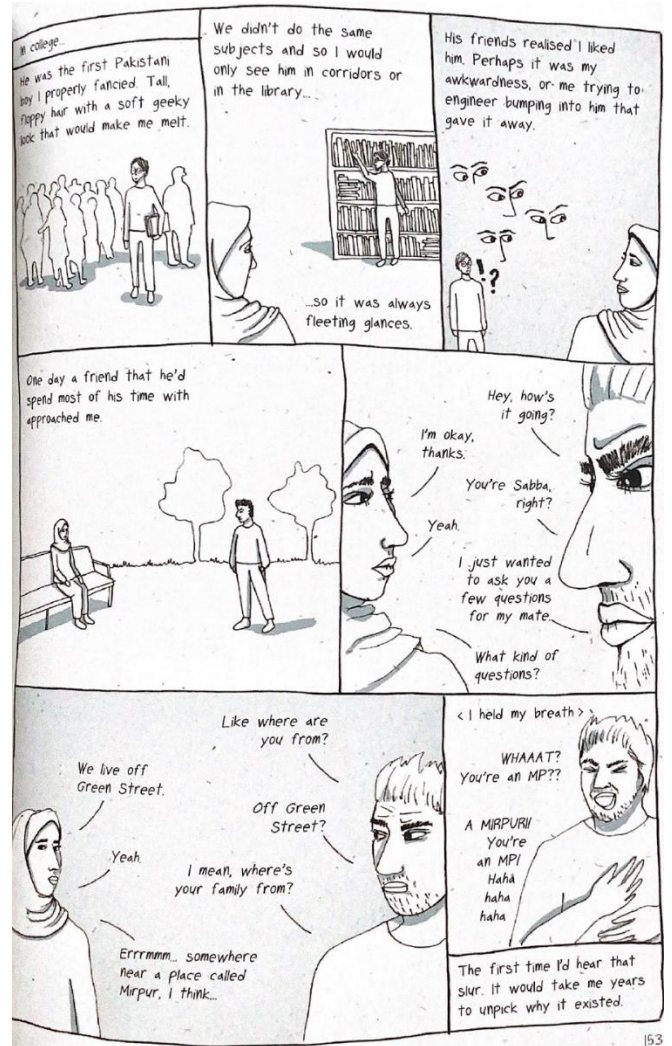 In college...
He was the first Pakistani
boy I properly fancied. Tall,
floppy hair with a soft geeky
look that would make me melt.
We didn't do the same
subjects and so I would
only see him in corridors or
in the library...
...so it was always
fleeting glances.
His friends realised I liked
him. Perhaps it was my
awkwardness, or me trying to
engineer bumping into him that
gave it away.
!?
One day a friend that he'd
spend most of his time with
approached me.
Hey, how's
it going?
I'm okay,
thanks.
You're Sabba,
right?
Yeah.
I just wanted
to ask you a
few questions
for my mate...
What kind of
questions?
Like where are
you from?
We live off
Green Street.
Off Green
Street?
Yeah.
I mean, where's
your family from?
Errrmmm... somewhere
near a place called
Mirpur, I think...
< I held my breath >
WHAAAT?
You're an MP??
A MIRPURI!
You're
an MP!
Haha
haha
haha
The first time I'd hear that
slur. It would take me years
to unpick why it existed.
153